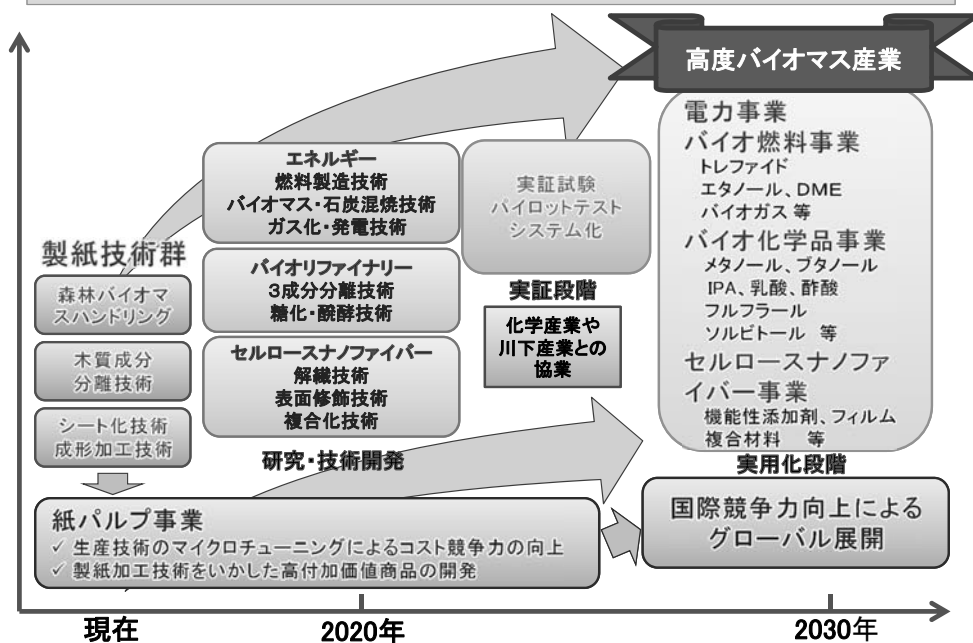 高度バイオマス産業
電力事業
バイオ燃料事業
トレファイド
エタノール、DME
バイオガス 等
バイオ化学品事業
メタノール、ブタノール
IPA、乳酸、酢酸
フルフラール
ソルビトール 等
セルロースナノファ
イバー事業
機能性添加剤、フィルム
複合材料 等
実用化段階
エネルギー
燃料製造技術
バイオマス・石炭混焼技術
ガス化・発電技術
バイオリファイナリー
3成分分離技術
糖化・醗酵技術
セルロースナノファイバー
解繊技術
表面修飾技術
複合化技術
研究・技術開発
実証試験
パイロットテスト
システム化
実証段階
化学産業や
川下産業との
協業
製紙技術群
森林バイオマ
スハンドリング
木質成分
分離技術
シート化技術
成形加工技術
紙パルプ事業
✓ 生産技術のマイクロチューニングによるコスト競争力の向上
✓ 製紙加工技術をいかした高付加価値商品の開発
国際競争力向上による
グローバル展開
現在
2020年
2030年